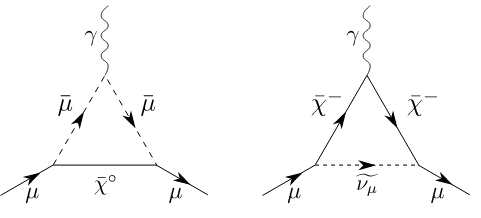 γ γ
μ̄ μ̄ χ̄⁻ χ̄⁻
μ χ̄° μ μ ν̃_μ μ